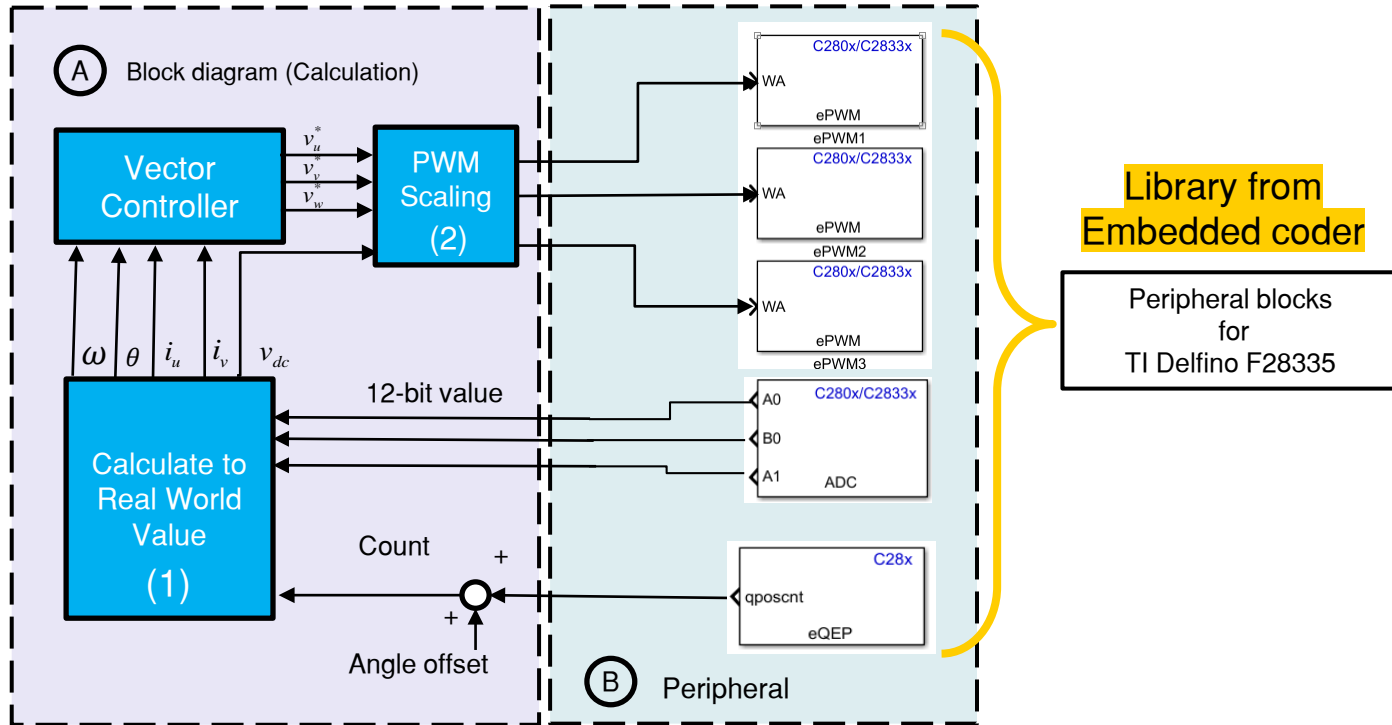 A
Block diagram (Calculation)
Vector
Controller
v*u
v*v
v*w
PWM
Scaling
(2)
ω
θ
iu
iv
vdc
Calculate to
Real World
Value
(1)
12-bit value
Count
+
+
Angle offset
C280x/C2833x
WA
ePWM
ePWM1
C280x/C2833x
WA
ePWM
ePWM2
C280x/C2833x
WA
ePWM
ePWM3
A0
C280x/C2833x
B0
A1
ADC
C28x
qposcnt
eQEP
B
Peripheral
Library from
Embedded coder
Peripheral blocks
for
TI Delfino F28335